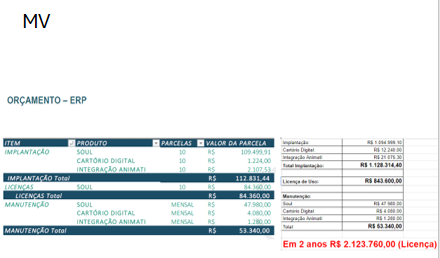 MV
ORÇAMENTO – ERP
ITEM PRODUTO PARCELAS VALOR DA PARCELA
IMPLANTAÇÃO SOUL 10 R$ 109.499,91
CARTÓRIO DIGITAL 10 R$ 1.224,00
INTEGRAÇÃO ANIMATI 10 R$ 2.107,53
IMPLANTAÇÃO Total R$ 112.831,44
LICENÇAS SOUL 10 R$ 84.360,00
LICENÇAS Total R$ 84.360,00
MANUTENÇÃO SOUL MENSAL R$ 47.980,00
CARTÓRIO DIGITAL MENSAL R$ 4.080,00
INTEGRAÇÃO ANIMATI MENSAL R$ 1.280,00
MANUTENÇÃO Total R$ 53.340,00
Implantação R$ 1.094.999,10
Cartório Digital R$ 12.240,00
Integração Animati R$ 21.075,30
Total Implantação: R$ 1.128.314,40
Licença de Uso: R$ 843.600,00
Manutenção:
Soul R$ 47.980,00
Cartório Digital R$ 4.080,00
Integração Animati R$ 1.280,00
Total R$ 53.340,00
Em 2 anos R$ 2.123.760,00 (Licença)